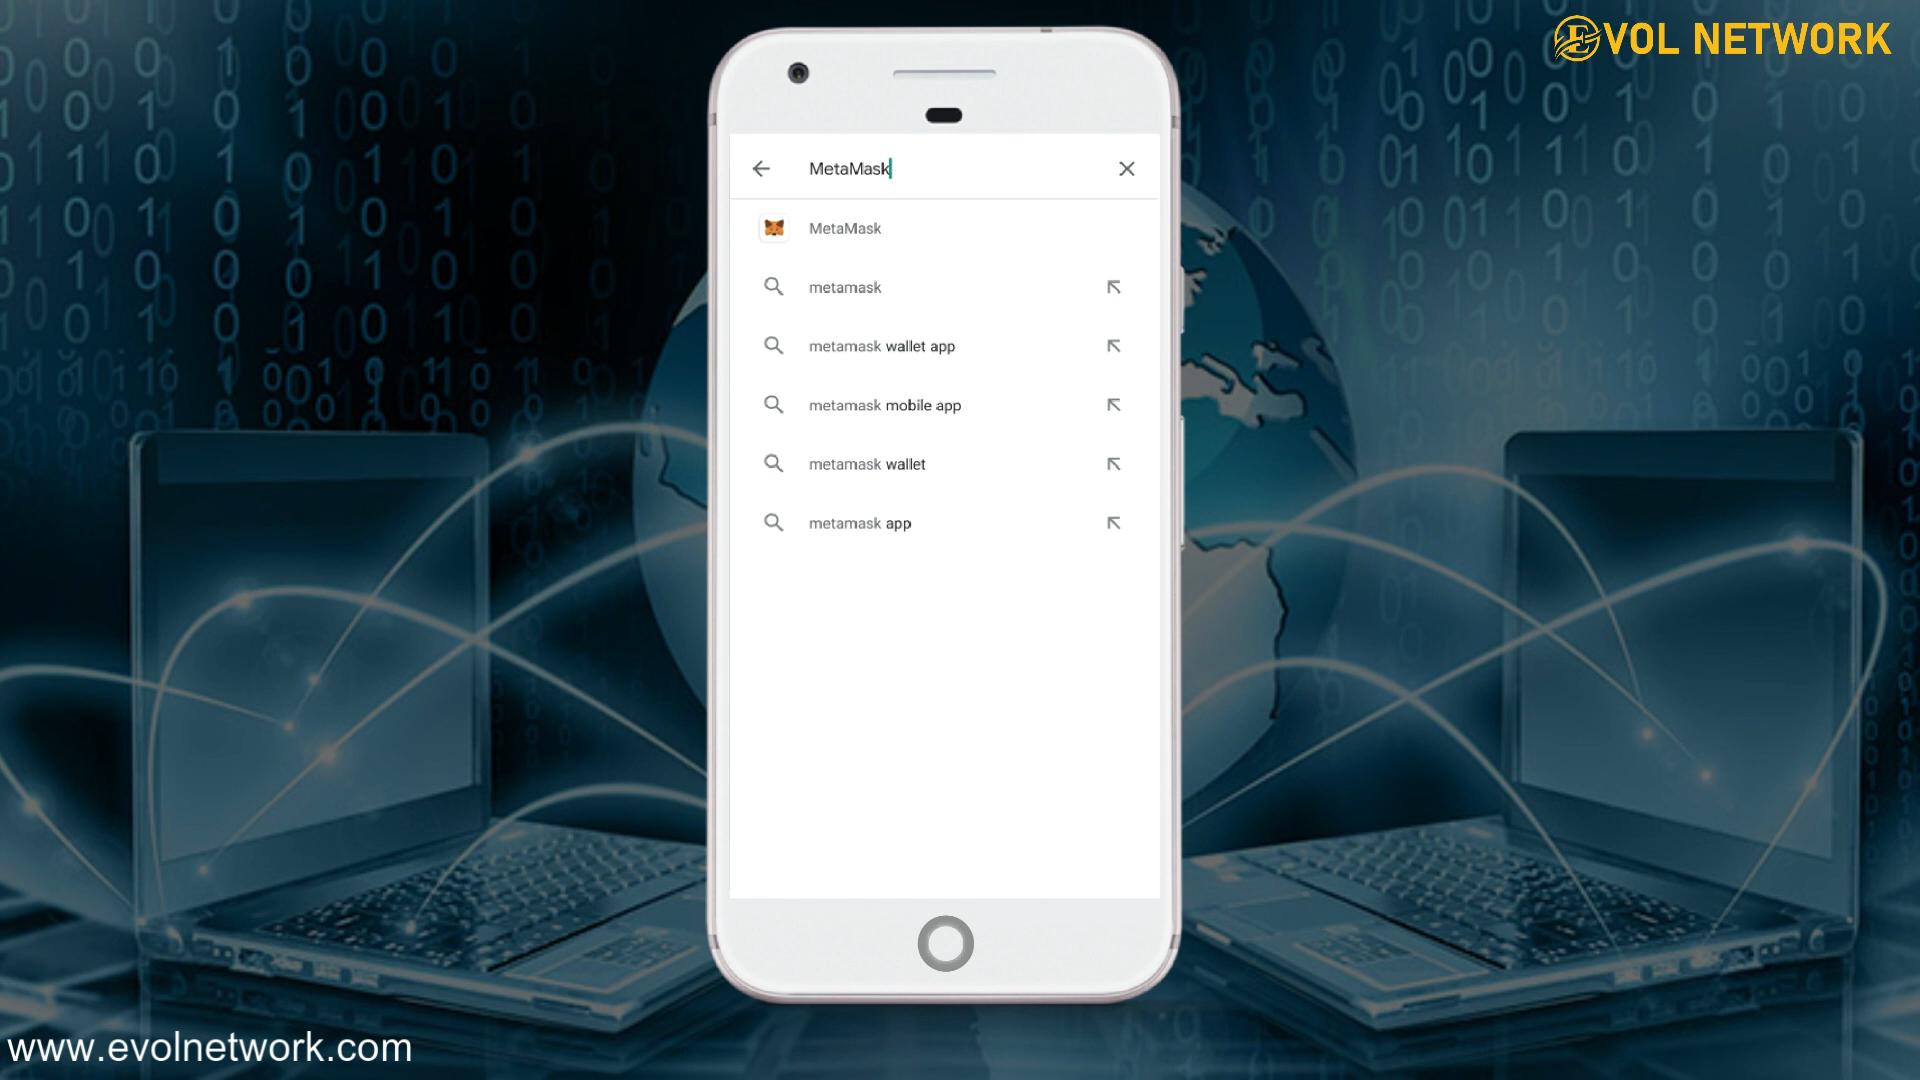 EVOL NETWORK
MetaMask
MetaMask
metamask
metamask wallet app
metamask mobile app
metamask wallet
metamask app
www.evolnetwork.com